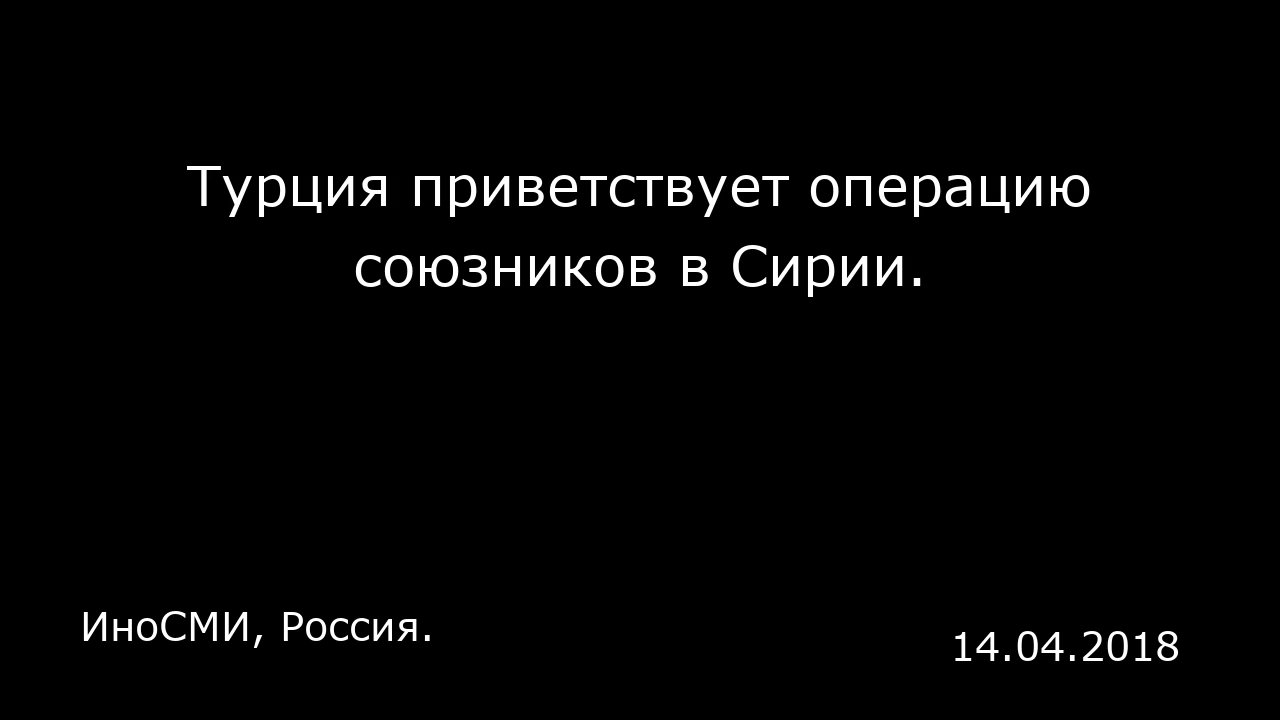 Турция приветствует операцию
союзников в Сирии.
ИноСМИ, Россия.
14.04.2018